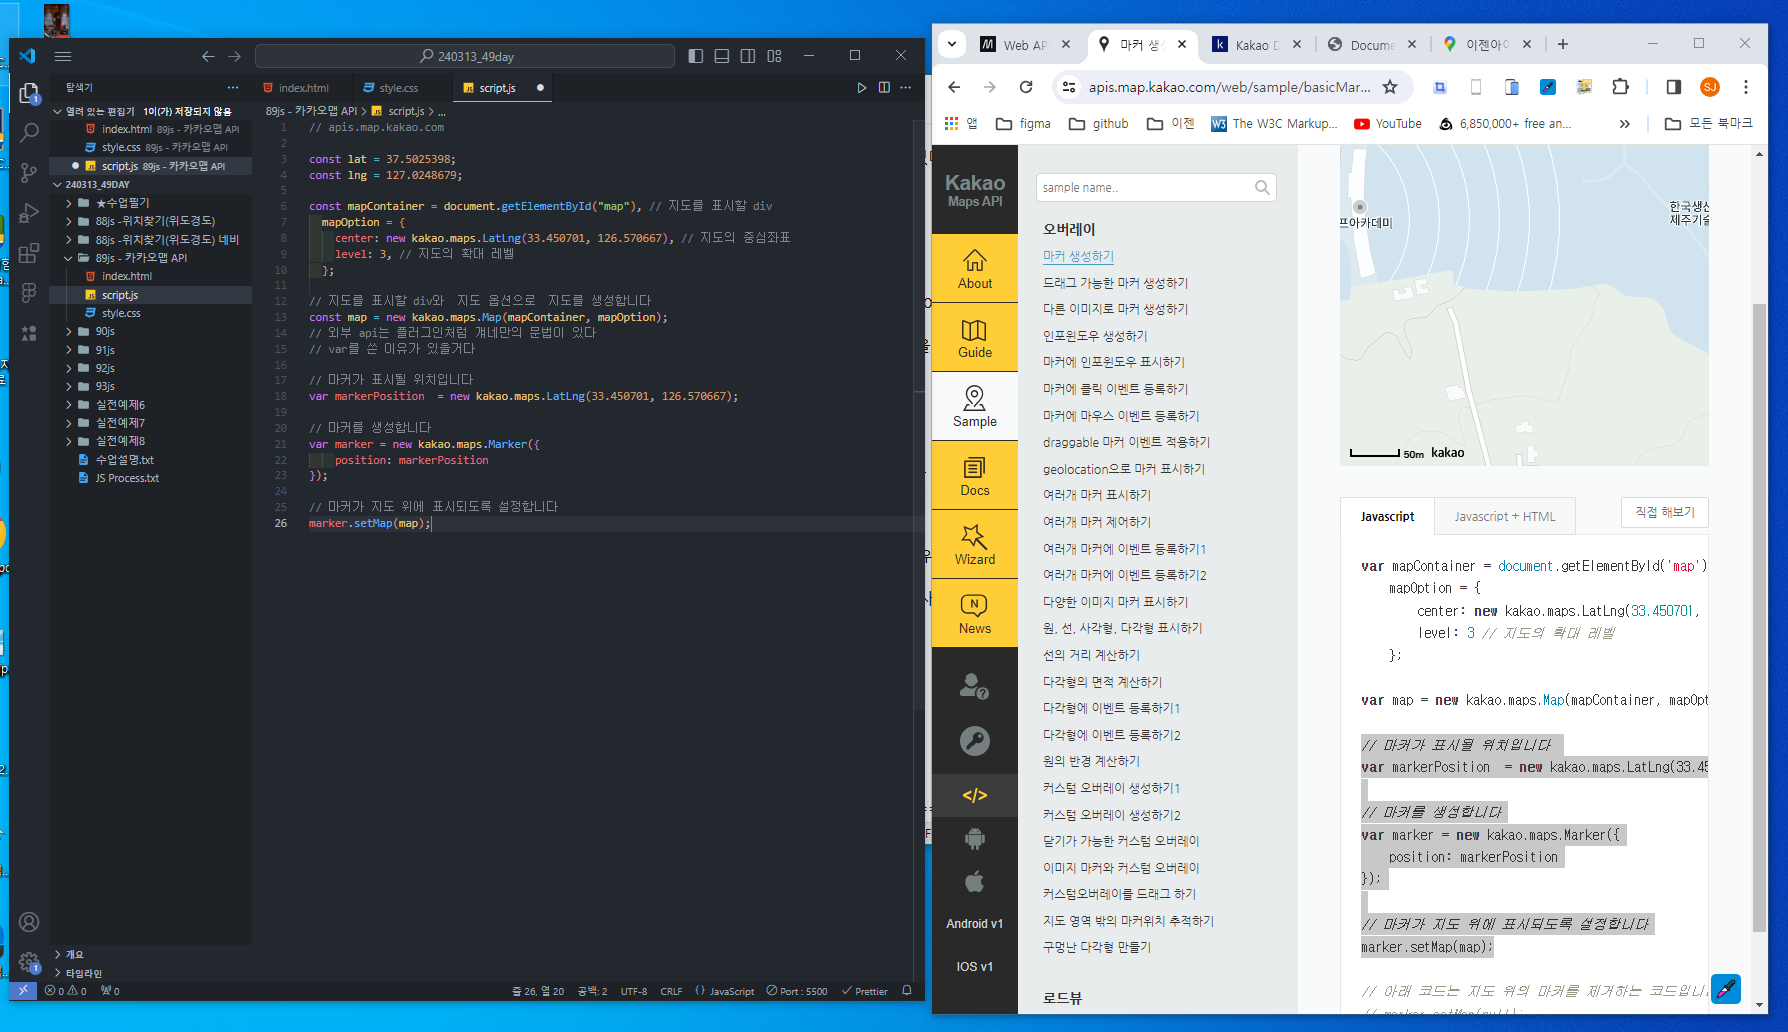 240313_49day
탐색기
열려 있는 편집기 1이(가) 저장되지 않음
index.html 89js - 카카오맵 API
style.css 89js - 카카오맵 API
script.js 89js - 카카오맵 API
240313_49DAY
★수업필기
88js -위치찾기(위도경도)
88js -위치찾기(위도경도) 네비
89js - 카카오맵 API
index.html
script.js
style.css
90js
91js
92js
93js
실전예제6
실전예제7
실전예제8
수업설명.txt
JS Process.txt
개요
타임라인
index.html
style.css
script.js
89js - 카카오맵 API > script.js > ...
1 // apis.map.kakao.com
2
3 const lat = 37.5025398;
4 const lng = 127.0248679;
5
6 const mapContainer = document.getElementById("map"), // 지도를 표시할 div
7 mapOption = {
8 center: new kakao.maps.LatLng(33.450701, 126.570667), // 지도의 중심좌표
9 level: 3, // 지도의 확대 레벨
10 };
11
12 // 지도를 표시할 div와 지도 옵션으로 지도를 생성합니다
13 const map = new kakao.maps.Map(mapContainer, mapOption);
14 // 외부 api는 플러그인처럼 걔네만의 문법이 있다
15 // var를 쓴 이유가 있을거다
16
17 // 마커가 표시될 위치입니다
18 var markerPosition = new kakao.maps.LatLng(33.450701, 126.570667);
19
20 // 마커를 생성합니다
21 var marker = new kakao.maps.Marker({
22 position: markerPosition
23 });
24
25 // 마커가 지도 위에 표시되도록 설정합니다
26 marker.setMap(map);
0 0 0
줄 26, 열 20 공백: 2 UTF-8 CRLF {} JavaScript Port : 5500 Prettier
Web AP
마커 생
Kakao D
Docume
이젠아이
apis.map.kakao.com/web/sample/basicMar...
SJ
앱 figma github 이젠 The W3C Markup... YouTube 6,850,000+ free an... » 모든 북마크
Kakao
Maps API
About
Guide
Sample
Docs
Wizard
News
</>
Android v1
IOS v1
sample name..
오버레이
마커 생성하기
드래그 가능한 마커 생성하기
다른 이미지로 마커 생성하기
인포윈도우 생성하기
마커에 인포윈도우 표시하기
마커에 클릭 이벤트 등록하기
마커에 마우스 이벤트 등록하기
draggable 마커 이벤트 적용하기
geolocation으로 마커 표시하기
여러개 마커 표시하기
여러개 마커 제어하기
여러개 마커에 이벤트 등록하기1
여러개 마커에 이벤트 등록하기2
다양한 이미지 마커 표시하기
원, 선, 사각형, 다각형 표시하기
선의 거리 계산하기
다각형의 면적 계산하기
다각형에 이벤트 등록하기1
다각형에 이벤트 등록하기2
원의 반경 계산하기
커스텀 오버레이 생성하기1
커스텀 오버레이 생성하기2
닫기가 가능한 커스텀 오버레이
이미지 마커와 커스텀 오버레이
커스텀오버레이를 드래그 하기
지도 영역 밖의 마커위치 추적하기
구멍난 다각형 만들기
로드뷰
프아카데미
한국생산
제주기술
50m kakao
Javascript
Javascript + HTML
직접 해보기
var mapContainer = document.getElementById('map')
mapOption = {
center: new kakao.maps.LatLng(33.450701,
level: 3 // 지도의 확대 레벨
};
var map = new kakao.maps.Map(mapContainer, mapOpt
// 마커가 표시될 위치입니다
var markerPosition = new kakao.maps.LatLng(33.45
// 마커를 생성합니다
var marker = new kakao.maps.Marker({
position: markerPosition
});
// 마커가 지도 위에 표시되도록 설정합니다
marker.setMap(map);
// 아래 코드는 지도 위의 마커를 제거하는 코드입니다
// marker.setMap(null);